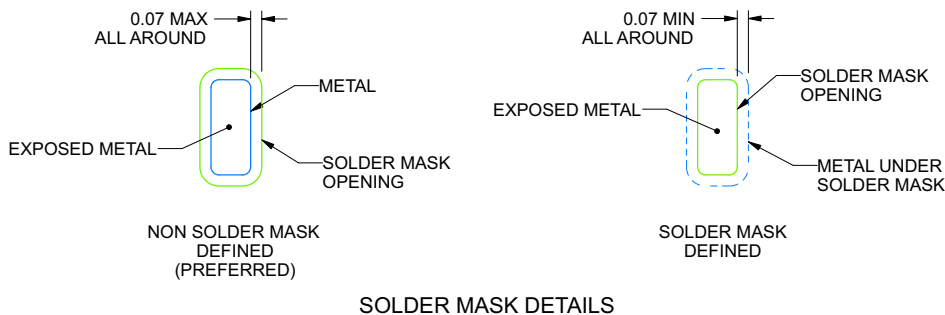 0.07 MAX
ALL AROUND
METAL
EXPOSED METAL
SOLDER MASK
OPENING
NON SOLDER MASK
DEFINED
(PREFERRED)
0.07 MIN
ALL AROUND
SOLDER MASK
OPENING
EXPOSED METAL
METAL UNDER
SOLDER MASK
SOLDER MASK
DEFINED
SOLDER MASK DETAILS